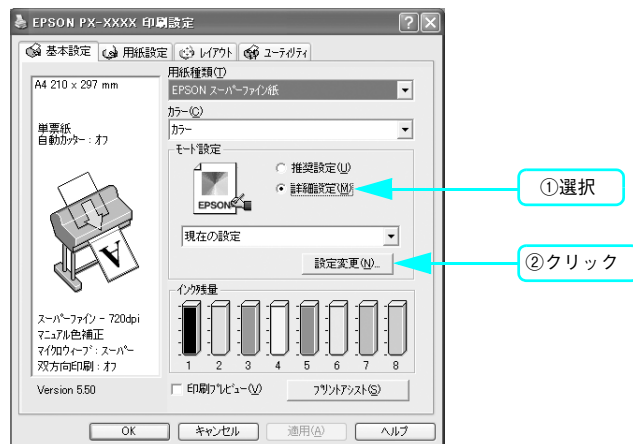 EPSON PX-XXXX 印刷設定
基本設定 用紙設定 レイアウト ユーティリティ
A4 210 x 297 mm
単票紙
自動カッター : オフ
スーパーファイン - 720dpi
マニュアル色補正
マイクロウィーブ : スーパー
双方向印刷 : オフ
Version 5.50
用紙種類(T)
EPSON スーパーファイン紙
カラー(C)
カラー
モード設定
EPSON
推奨設定(U)
詳細設定(M)
現在の設定
設定変更(N)...
インク残量
1 2 3 4 5 6 7 8
印刷プレビュー(V) プリントアシスト(S)
OK キャンセル 適用(A) ヘルプ
①選択
②クリック